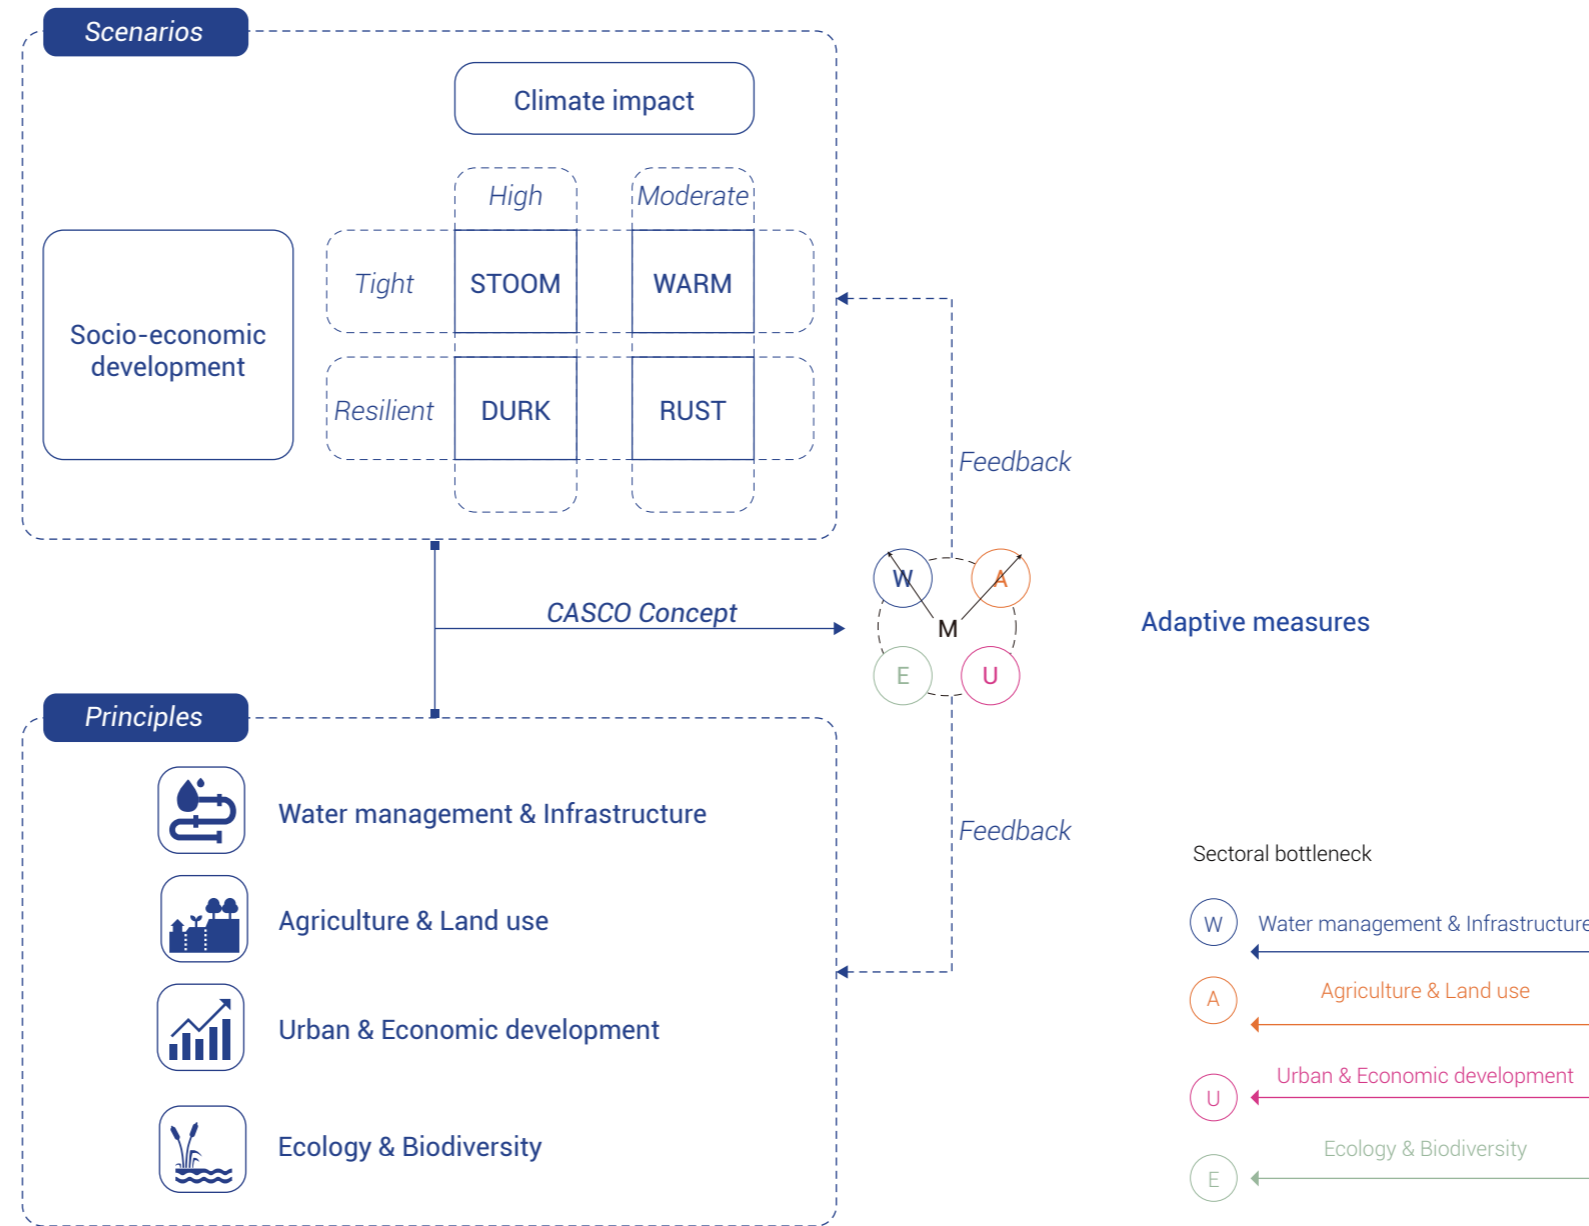 Scenarios
Climate impact
High
Moderate
Tight
STOOM
WARM
Socio-economic
development
Resilient
DURK
RUST
Feedback
W
A
CASCO Concept
M
Adaptive measures
E
U
Principles
Water management & Infrastructure
Feedback
Agriculture & Land use
Urban & Economic development
Ecology & Biodiversity
Sectoral bottleneck
W
Water management & Infrastructure
A
Agriculture & Land use
U
Urban & Economic development
E
Ecology & Biodiversity